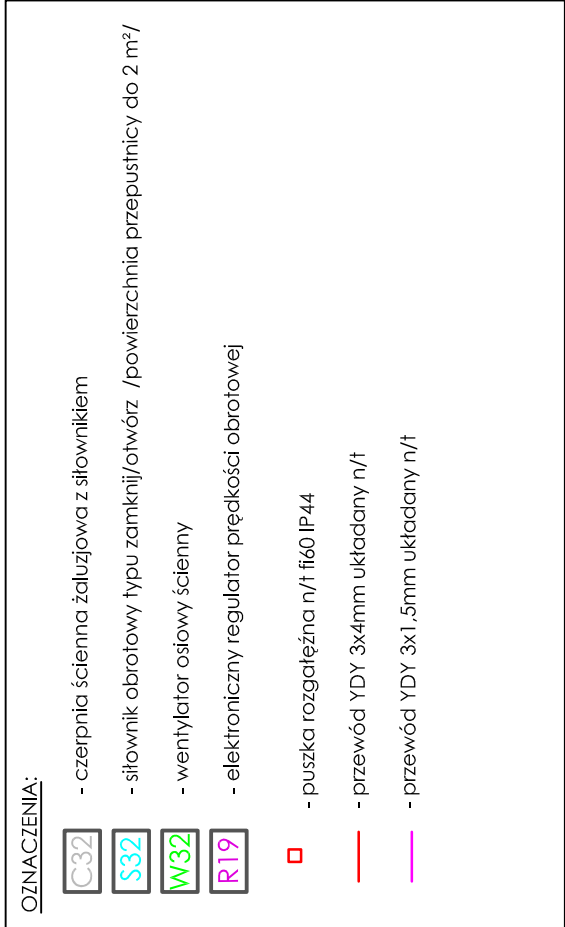 OZNACZENIA:
C32 - czerpnia ścienna żaluzjowa z siłownikiem
S32 - siłownik obrotowy typu zamknij/otwórz /powierzchnia przepustnicy do 2 m²/
W32 - wentylator osiowy ścienny
R19 - elektroniczny regulator prędkości obrotowej
- puszka rozgałęźna n/t fi60 IP44
- przewód YDY 3x4mm układany n/t
- przewód YDY 3x1,5mm układany n/t